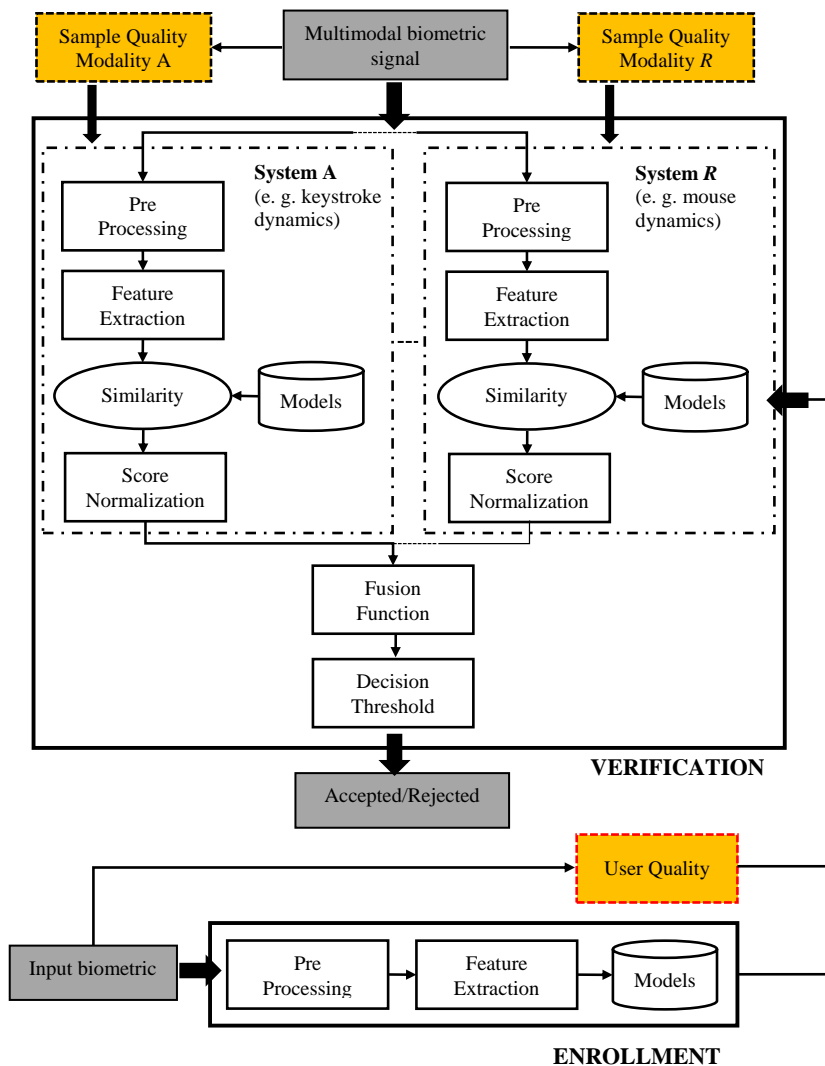 Sample Quality
Modality A
Multimodal biometric
signal
Sample Quality
Modality R
System A
(e. g. keystroke
dynamics)
Pre
Processing
Feature
Extraction
Similarity
Models
Score
Normalization
System R
(e. g. mouse
dynamics)
Pre
Processing
Feature
Extraction
Similarity
Models
Score
Normalization
Fusion
Function
Decision
Threshold
VERIFICATION
Accepted/Rejected
User Quality
Input biometric
Pre
Processing
Feature
Extraction
Models
ENROLLMENT